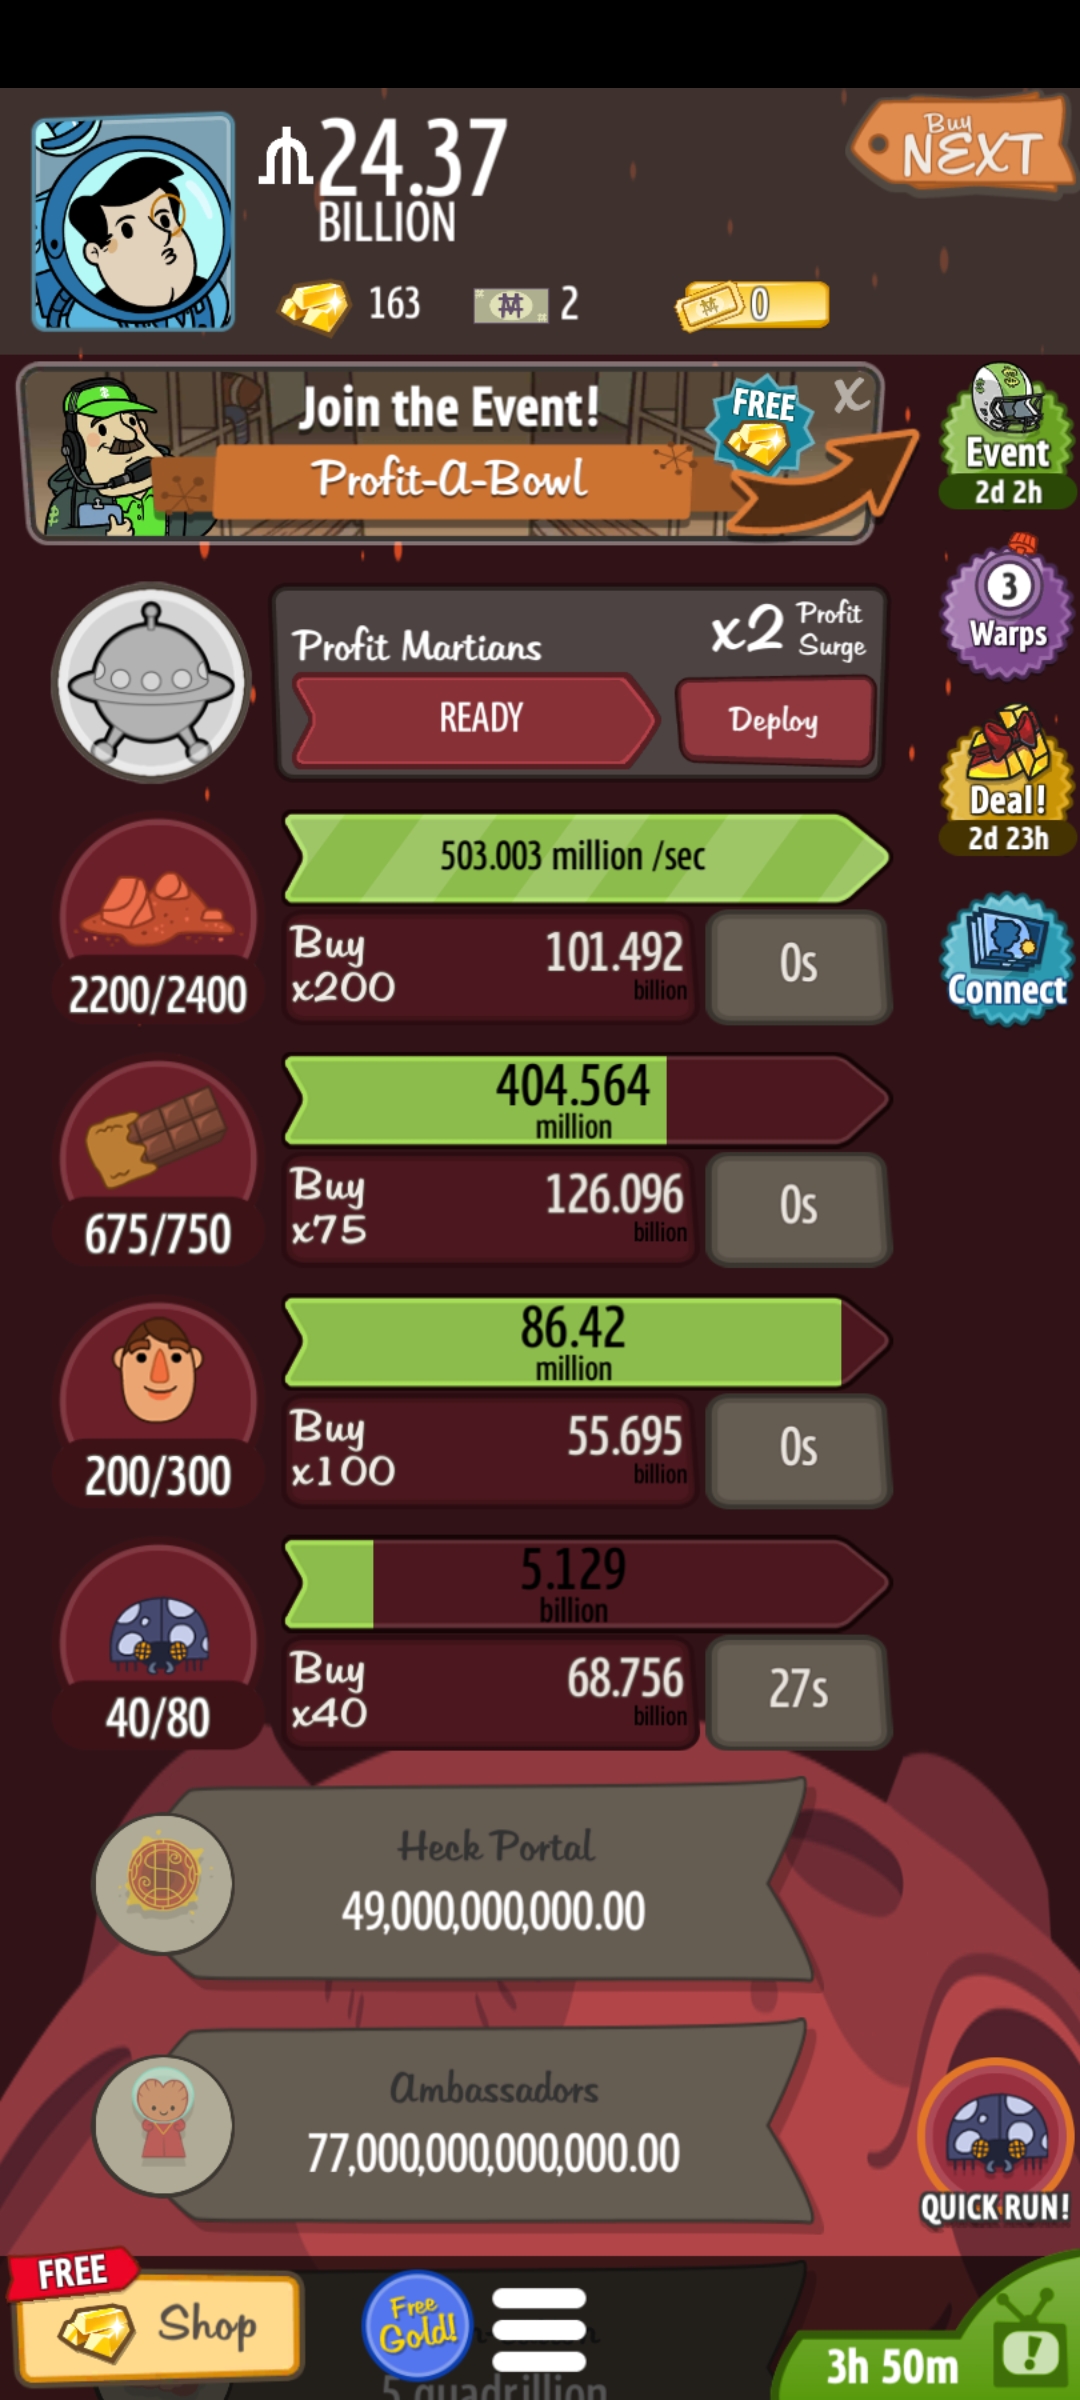 24.37
BILLION
Buy
NEXT
163
2
0
Join the Event!
Profit-A-Bowl
FREE
X
Event
2d 2h
3
Warps
Profit Martians
x2 Profit Surge
READY
Deploy
Deal!
2d 23h
503.003 million /sec
2200/2400
Buy x200
101.492 billion
0s
Connect
404.564
million
675/750
Buy x75
126.096 billion
0s
86.42
million
200/300
Buy x100
55.695 billion
0s
5.129
billion
40/80
Buy x40
68.756 billion
27s
Heck Portal
49,000,000,000.00
Ambassadors
77,000,000,000,000.00
QUICK RUN!
FREE
Shop
Free Gold!
5 quadrillion
3h 50m
!